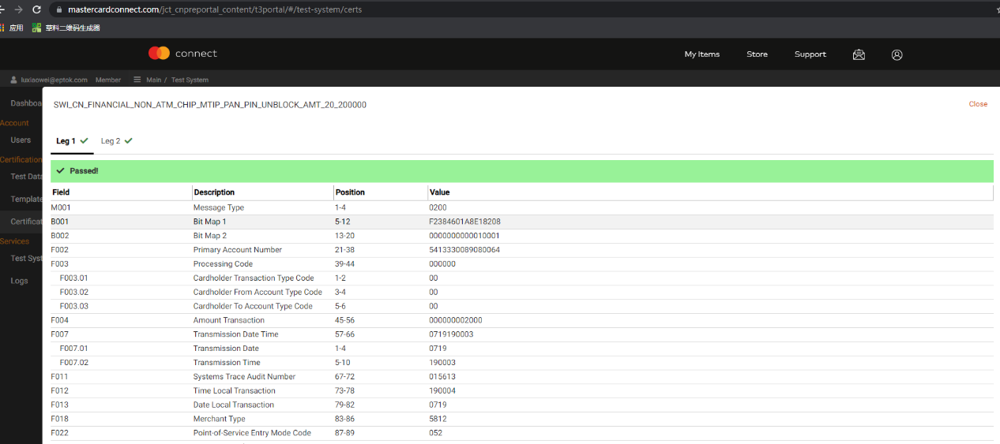 mastercardconnect.com/jct_cnpreportal_content/t3portal/#/test-system/certs
应用 草料二维码生成器
connect My Items Store Support
luxiaowei@eptok.com Member Main / Test System
Dashboa
SWI_CN_FINANCIAL_NON_ATM_CHIP_MTIP_PAN_PIN_UNBLOCK_AMT_20_200000 Close
Account
Users
Leg 1 Leg 2
Certification
Test Data
Passed!
Template
Certificat
Services
Test Syst
Logs
Field Description Position Value
M001 Message Type 1-4 0200
B001 Bit Map 1 5-12 F2384601A8E18208
B002 Bit Map 2 13-20 0000000000010001
F002 Primary Account Number 21-38 5413330089080064
F003 Processing Code 39-44 000000
F003.01 Cardholder Transaction Type Code 1-2 00
F003.02 Cardholder From Account Type Code 3-4 00
F003.03 Cardholder To Account Type Code 5-6 00
F004 Amount Transaction 45-56 000000002000
F007 Transmission Date Time 57-66 0719190003
F007.01 Transmission Date 1-4 0719
F007.02 Transmission Time 5-10 190003
F011 Systems Trace Audit Number 67-72 015613
F012 Time Local Transaction 73-78 190004
F013 Date Local Transaction 79-82 0719
F018 Merchant Type 83-86 5812
F022 Point-of-Service Entry Mode Code 87-89 052